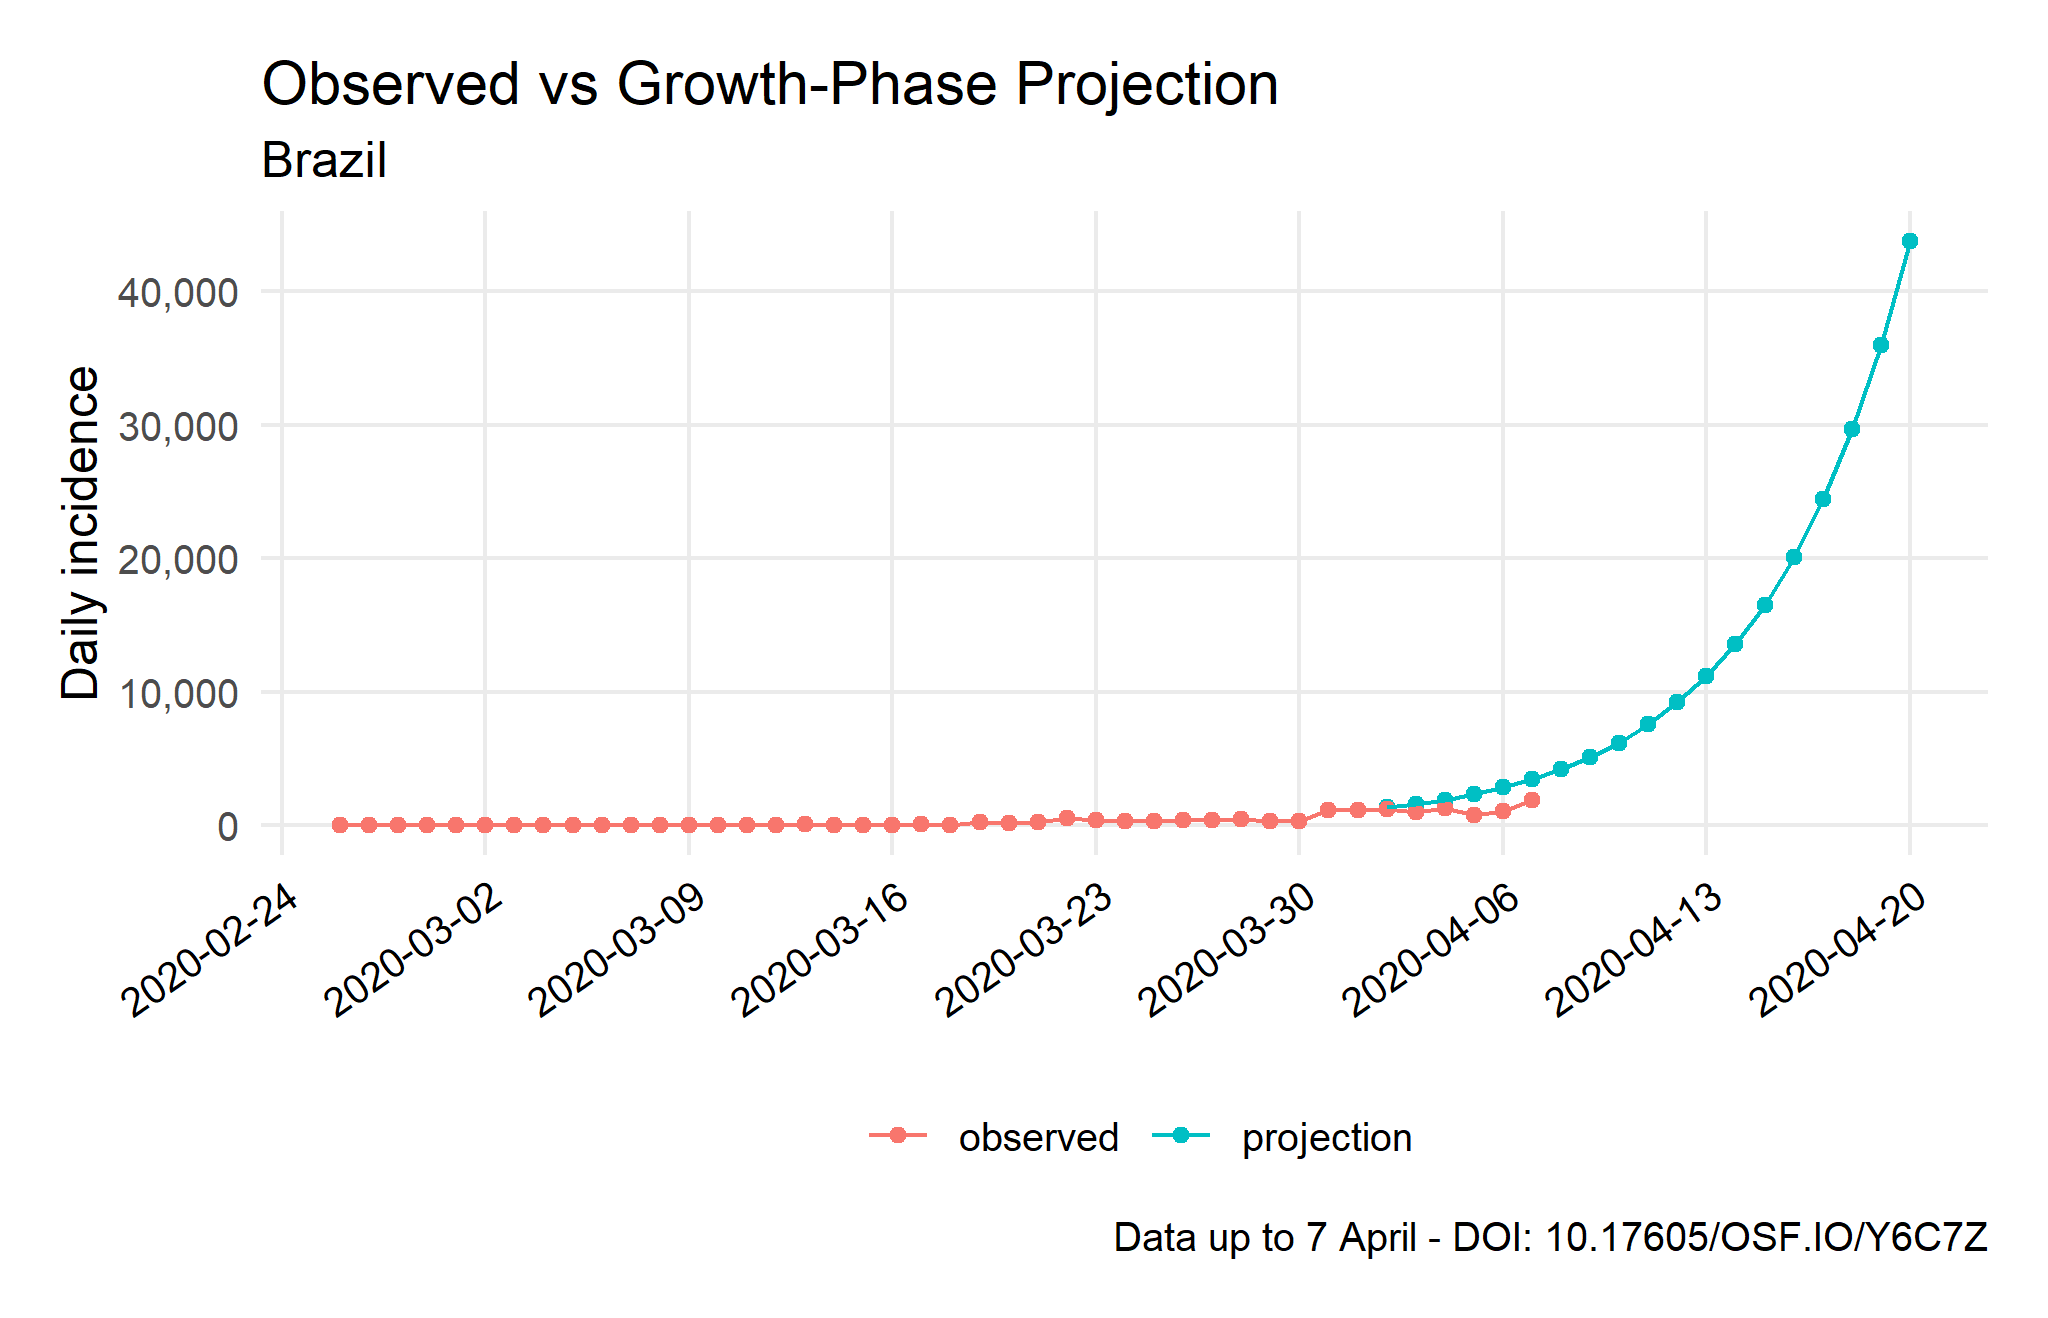 Observed vs Growth-Phase Projection
Brazil
Daily incidence
40,000
30,000
20,000
10,000
0
2020-02-24
2020-03-02
2020-03-09
2020-03-16
2020-03-23
2020-03-30
2020-04-06
2020-04-13
2020-04-20
observed
projection
Data up to 7 April - DOI: 10.17605/OSF.IO/Y6C7Z